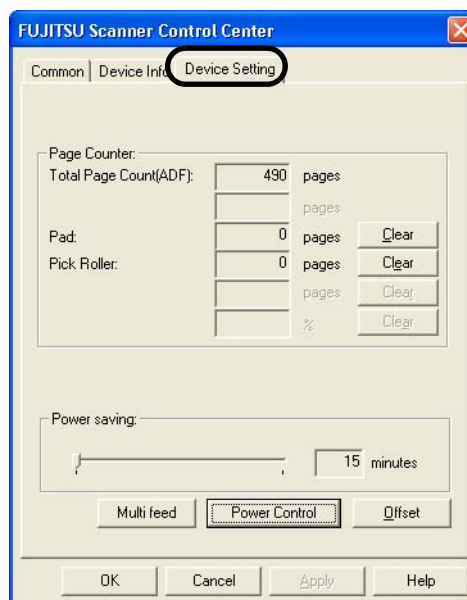 FUJITSU Scanner Control Center
Common Device Info Device Setting
Page Counter:
Total Page Count(ADF): 490 pages
pages
Pad: 0 pages Clear
Pick Roller: 0 pages Clear
pages Clear
% Clear
Power saving:
15 minutes
Multi feed Power Control Offset
OK Cancel Apply Help